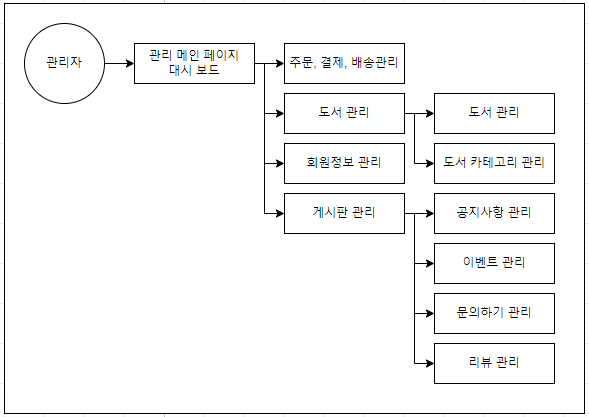 관리자
관리 메인 페이지
대시 보드
주문, 결제, 배송관리
도서 관리
도서 관리
회원정보 관리
도서 카테고리 관리
게시판 관리
공지사항 관리
이벤트 관리
문의하기 관리
리뷰 관리